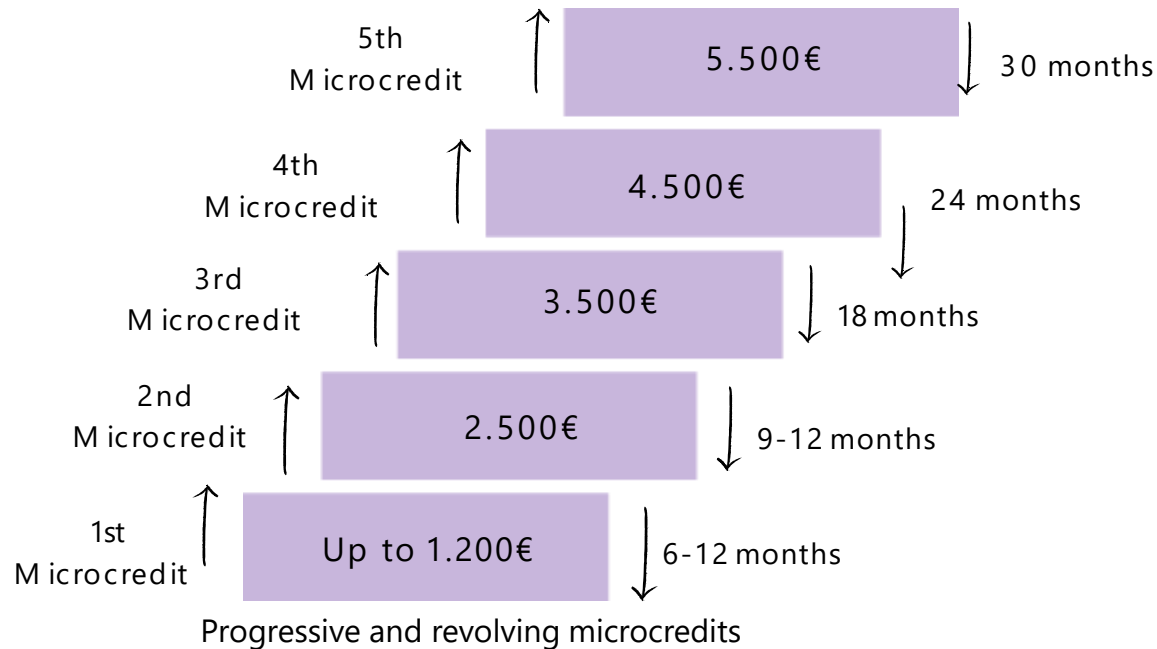 5th
Microcredit
5.500€
30 months
4th
Microcredit
4.500€
24 months
3rd
Microcredit
3.500€
18 months
2nd
Microcredit
2.500€
9-12 months
1st
Microcredit
Up to 1.200€
6-12 months
Progressive and revolving microcredits